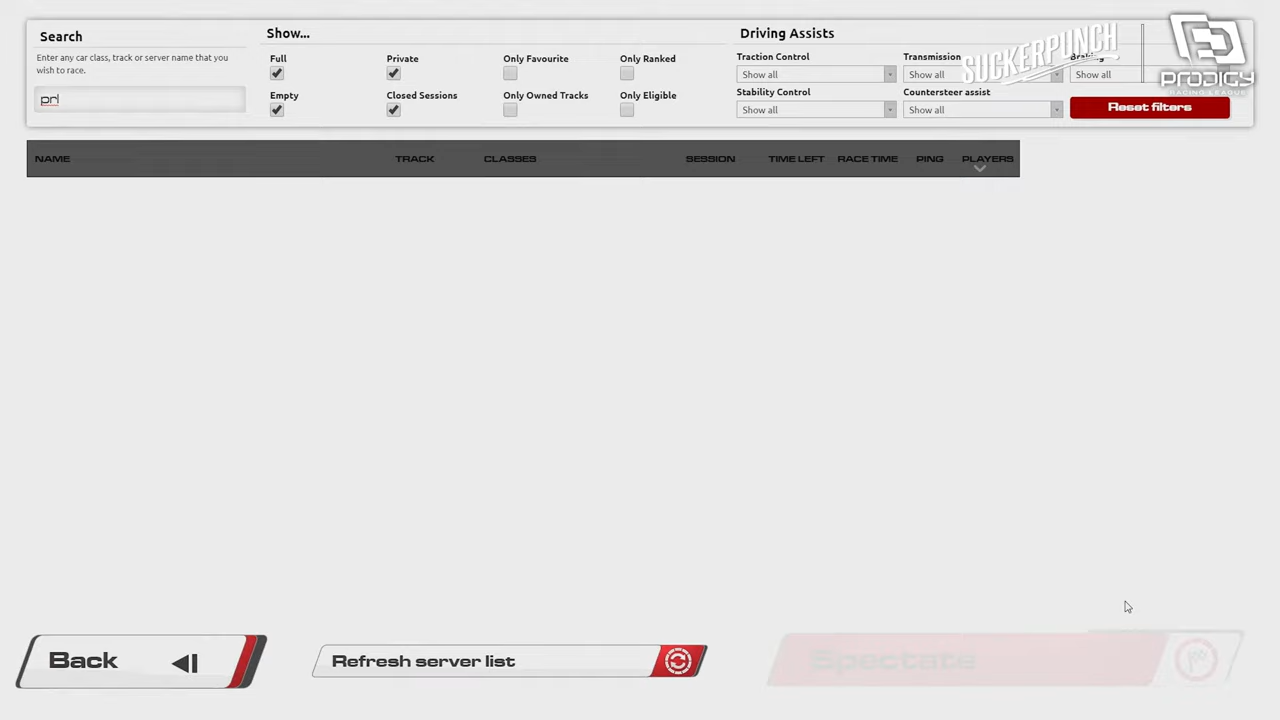 Search
Enter any car class, track or server name that you
wish to race.
prl
Show...
Full
Private
Only Favourite
Only Ranked
Empty
Closed Sessions
Only Owned Tracks
Only Eligible
Driving Assists
Traction Control
Transmission
Show all
Show all
Show all
Stability Control
Countersteer assist
Show all
Show all
Reset filters
SUCKERPUNCH
PRODIGY
RACING LEAGUE
NAME TRACK CLASSES SESSION TIME LEFT RACE TIME PING PLAYERS
Back
Refresh server list
Spectate